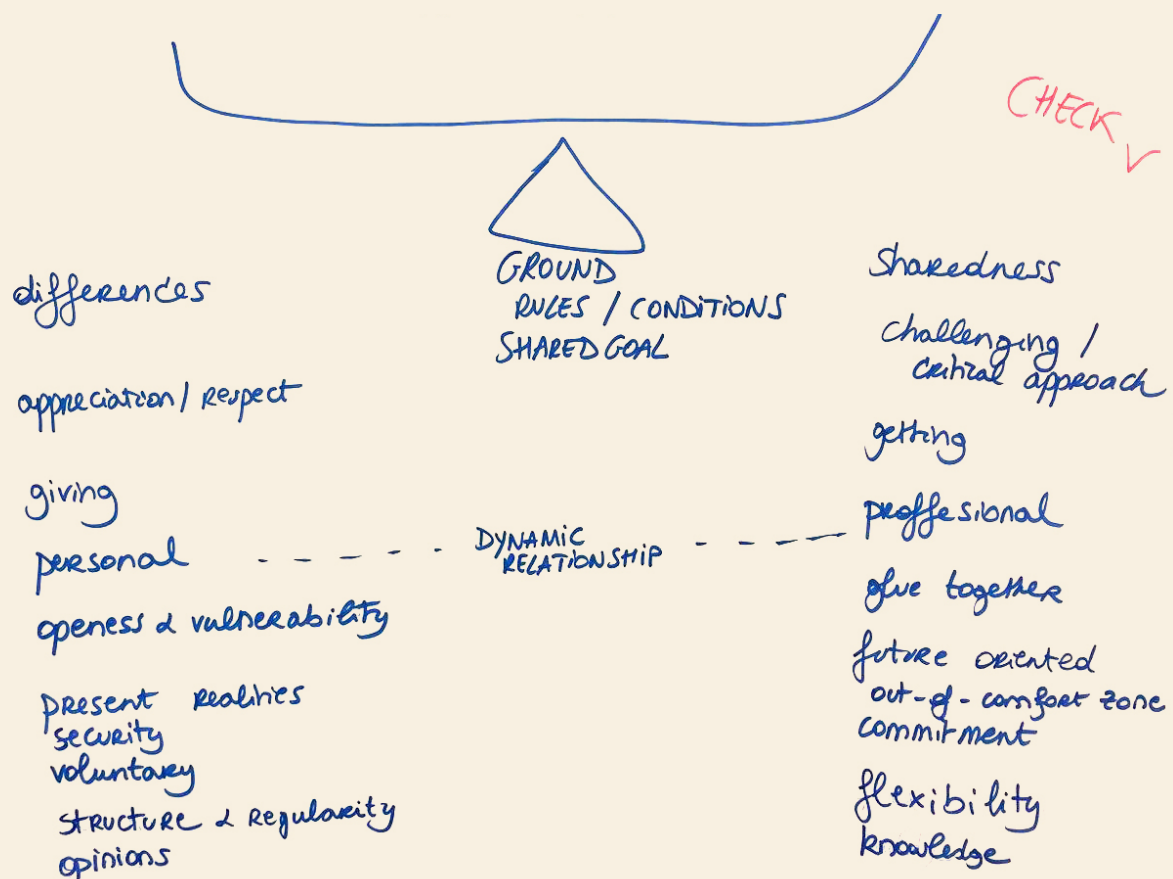 CHECK ✓
GROUND
RULES / CONDITIONS
SHARED GOAL
differences
appreciation / respect
giving
personal
openess & vulnerability
present realities
security
voluntary
structure & regularity
opinions
DYNAMIC
RELATIONSHIP
sharedness
challenging /
critical approach
getting
proffesional
glue together
future oriented
out-of-comfort zone
commitment
flexibility
knowledge